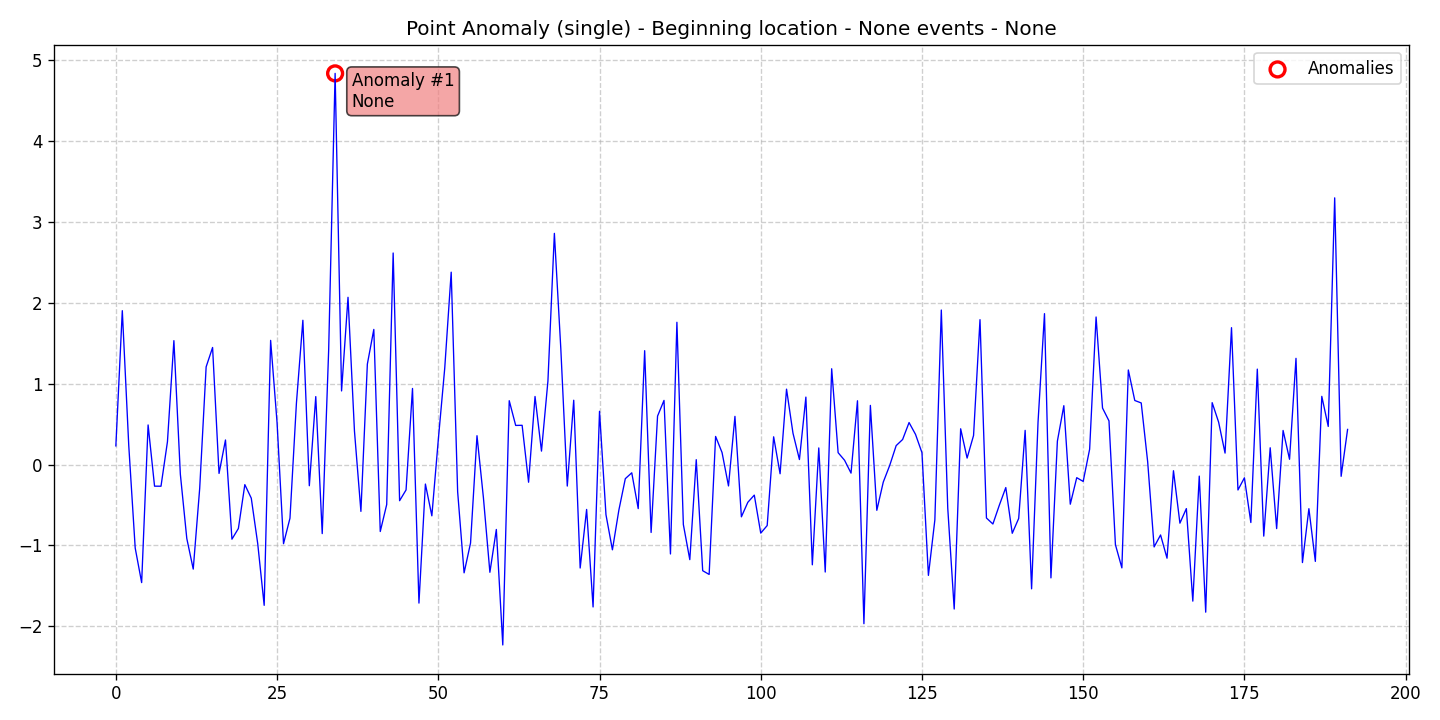 Point Anomaly (single) - Beginning location - None events - None
Anomaly #1
None
Anomalies
5
4
3
2
1
0
−1
−2
0 25 50 75 100 125 150 175 200